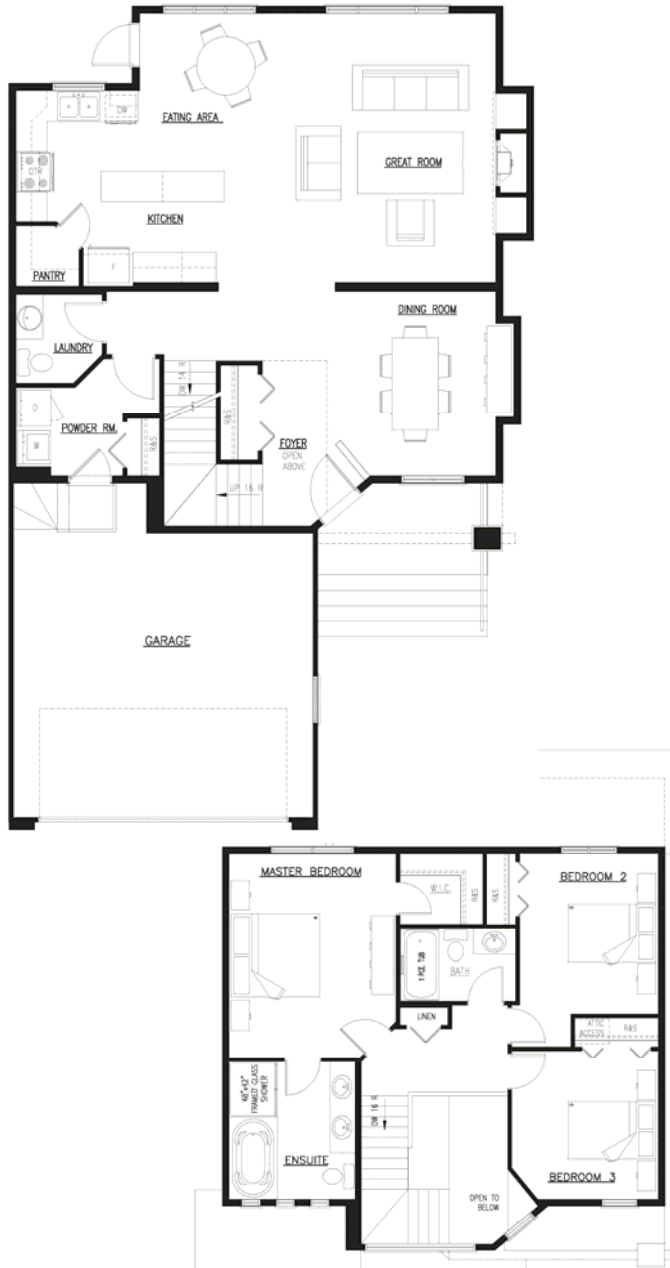 DW
EATING AREA
OTR
GREAT ROOM
KITCHEN
PANTRY
F
DINING ROOM
LAUNDRY
DW 14 R
D
R&S
POWDER RM.
R&S
FOYER
OPEN
ABOVE
W
UP 16 R
GARAGE
MASTER BEDROOM
W.I.C.
R&S
R&S
BEDROOM 2
1 PCE. TUB
BATH
LINEN
ATTIC
ACCESS
R&S
48"x42"
FRAMED GLASS
SHOWER
DW 16 R
ENSUITE
BEDROOM 3
OPEN TO
BELOW